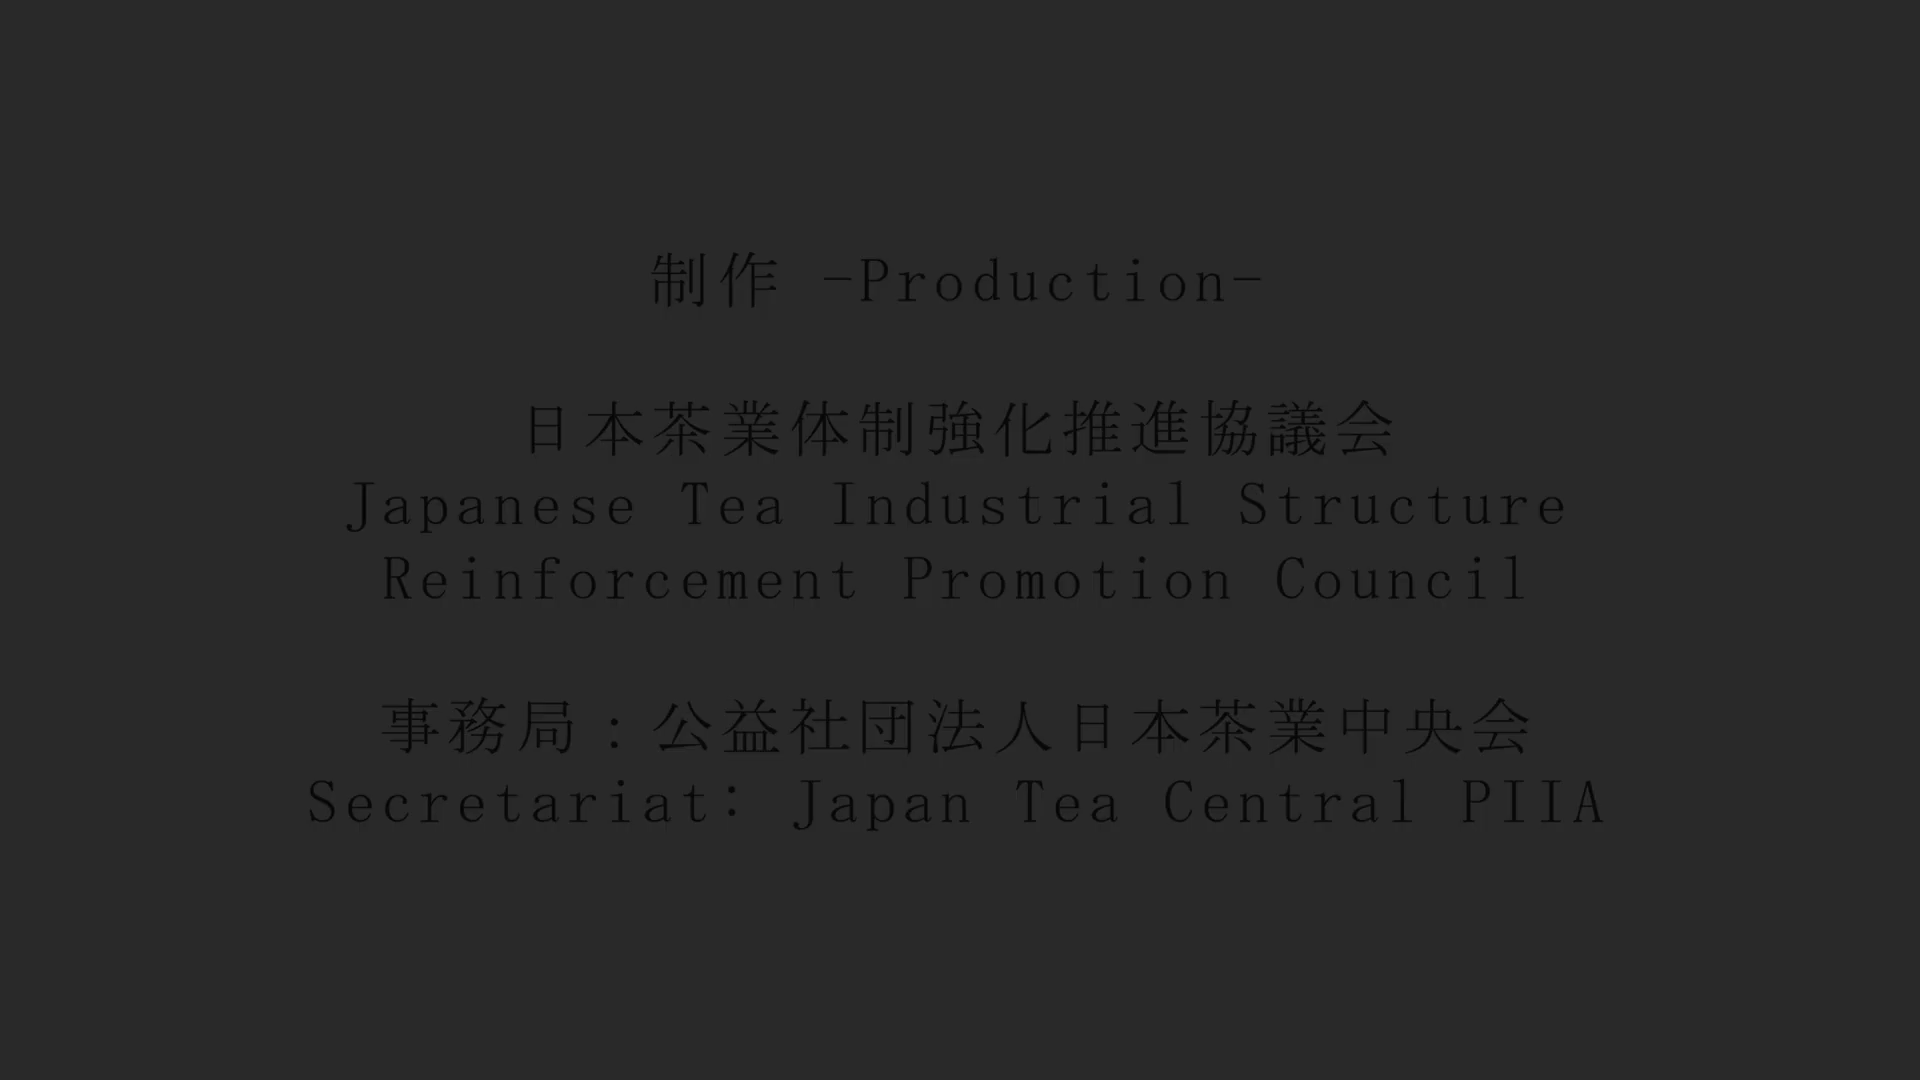 制作 -Production-
日本茶業体制強化推進協議会
Japanese Tea Industrial Structure
Reinforcement Promotion Council
事務局：公益社団法人日本茶業中央会
Secretariat: Japan Tea Central PIIA